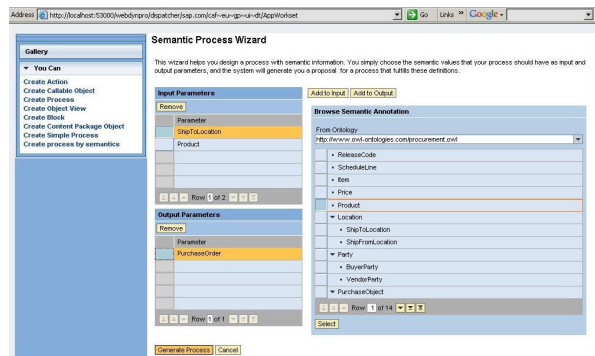 Address http://localhost:53000/webdynpro/dispatcher/sap.com/caf~eu~gp~ui~dt/AppWorkset Go Links » Google
Gallery
You Can
Create Action
Create Callable Object
Create Process
Create Object View
Create Block
Create Content Package Object
Create Simple Process
Create process by semantics
Semantic Process Wizard
This wizard helps you design a process with semantic information. You simply choose the semantic values that your process should have as input and
output parameters, and the system will generate you a proposal for a process that fulfills these definitions.
Input Parameters
Remove
Parameter
ShipToLocation
Product
Row 1 of 2
Output Parameters
Remove
Parameter
PurchaseOrder
Row 1 of 1
Generate Process Cancel
Add to Input Add to Output
Browse Semantic Annotation
From Ontology
http://www.owl-ontologies.com/procurement.owl
ReleaseCode
ScheduleLine
Item
Price
Product
Location
ShipToLocation
ShipFromLocation
Party
BuyerParty
VendorParty
PurchaseObject
Row 1 of 14
Select